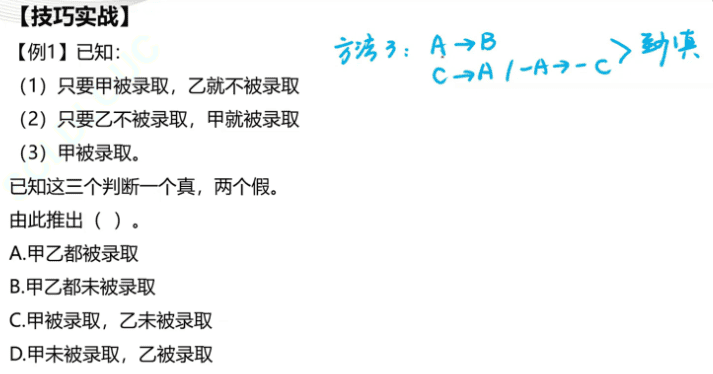 【技巧实战】
【例1】已知：
（1）只要甲被录取，乙就不被录取
（2）只要乙不被录取，甲就被录取
（3）甲被录取。
已知这三个判断一个真，两个假。
由此推出（ ）。
A.甲乙都被录取
B.甲乙都未被录取
C.甲被录取，乙未被录取
D.甲未被录取，乙被录取
方法3：A→B
C→A / -A→-C > 至少1真